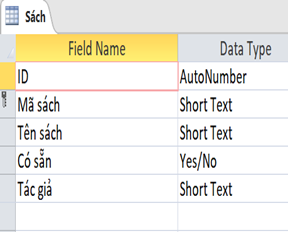 Sách
Field Name Data Type
ID AutoNumber
Mã sách Short Text
Tên sách Short Text
Có sẵn Yes/No
Tác giả Short Text